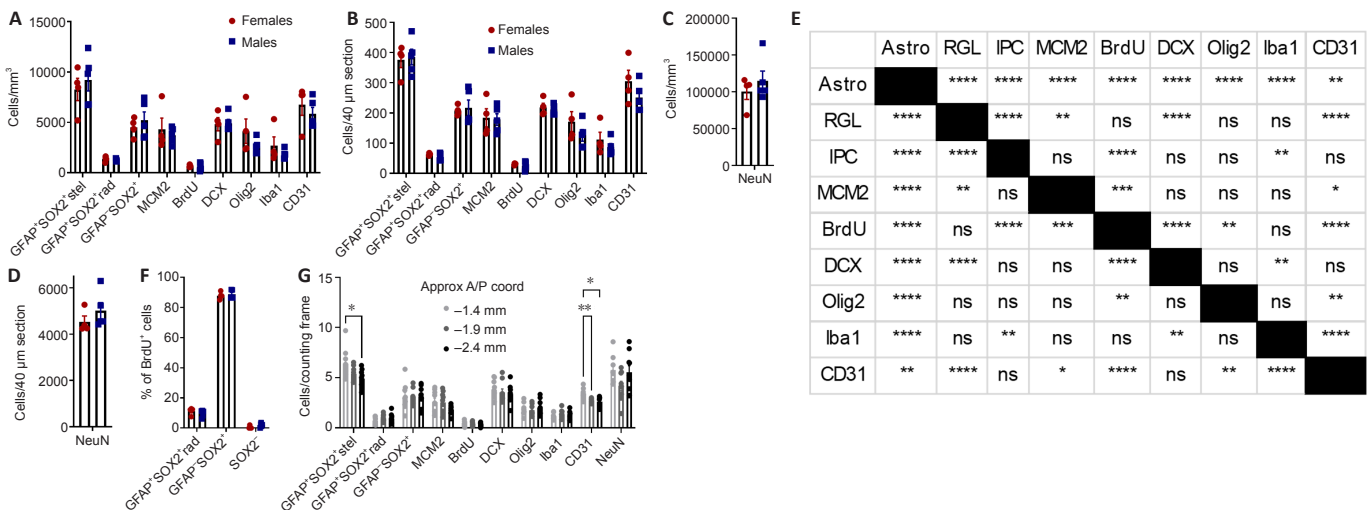 A
Cells/mm³
15000
10000
5000
0
Females
Males
GFAP⁺SOX2⁺stel
GFAP⁺SOX2⁺rad
GFAP⁻SOX2⁺
MCM2
BrdU
DCX
Olig2
Iba1
CD31
B
Cells/40 µm section
500
400
300
200
100
0
Females
Males
GFAP⁺SOX2⁺stel
GFAP⁺SOX2⁺rad
GFAP⁻SOX2⁺
MCM2
BrdU
DCX
Olig2
Iba1
CD31
C
Cells/mm³
200000
150000
100000
50000
0
NeuN
E
Astro RGL IPC MCM2 BrdU DCX Olig2 Iba1 CD31
Astro **** **** **** **** **** **** **** **
RGL **** **** ** ns **** ns ns ****
IPC **** **** ns **** ns ns ** ns
MCM2 **** ** ns *** ns ns ns *
BrdU **** ns **** *** **** ** ns ****
DCX **** **** ns ns **** ns ** ns
Olig2 **** ns ns ns ** ns ns **
Iba1 **** ns ** ns ns ** ns ****
CD31 ** **** ns * **** ns ** ****
D
Cells/40 µm section
6000
4000
2000
0
NeuN
F
% of BrdU⁺ cells
100
80
60
40
20
0
GFAP⁺SOX2⁺rad
GFAP⁻SOX2⁺
SOX2⁻
G
Cells/counting frame
15
10
5
0
Approx A/P coord
−1.4 mm
−1.9 mm
−2.4 mm
*
*
**
GFAP⁺SOX2⁺stel
GFAP⁺SOX2⁺rad
GFAP⁻SOX2⁺
MCM2
BrdU
DCX
Olig2
Iba1
CD31
NeuN